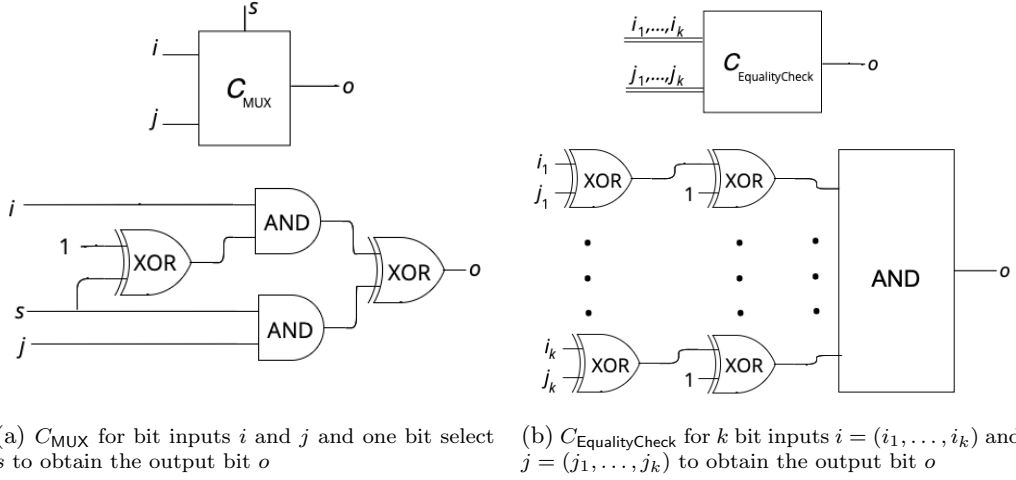 s
i
j
C_MUX
o
i
1
s
j
XOR
AND
AND
XOR
o
(a) C_MUX for bit inputs i and j and one bit select
s to obtain the output bit o
i_1,...,i_k
j_1,...,j_k
C_EqualityCheck
o
i_1
j_1
XOR
1
XOR
i_k
j_k
XOR
1
XOR
AND
o
(b) C_EqualityCheck for k bit inputs i = (i_1, . . . , i_k) and
j = (j_1, . . . , j_k) to obtain the output bit o